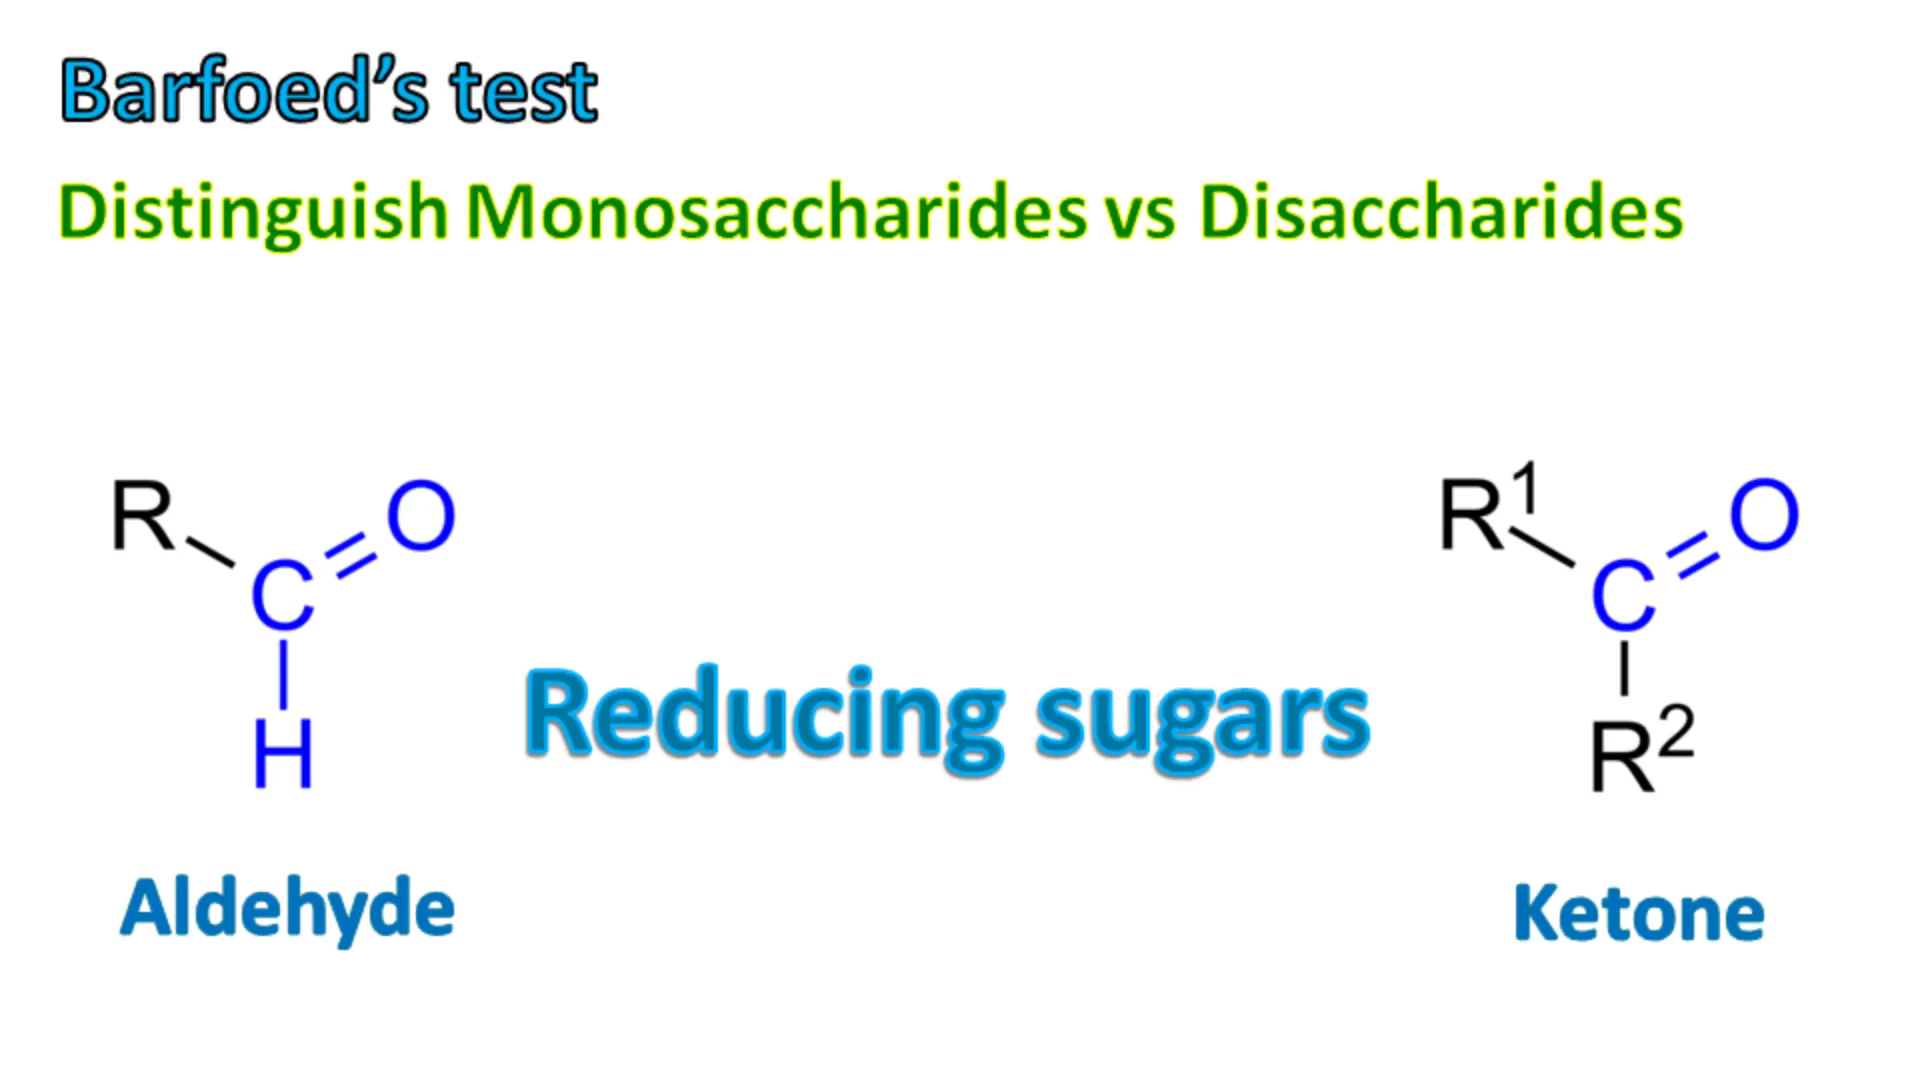 Barfoed's test
Distinguish Monosaccharides vs Disaccharides
R
O
C
H
Aldehyde
Reducing sugars
R1
O
C
R2
Ketone